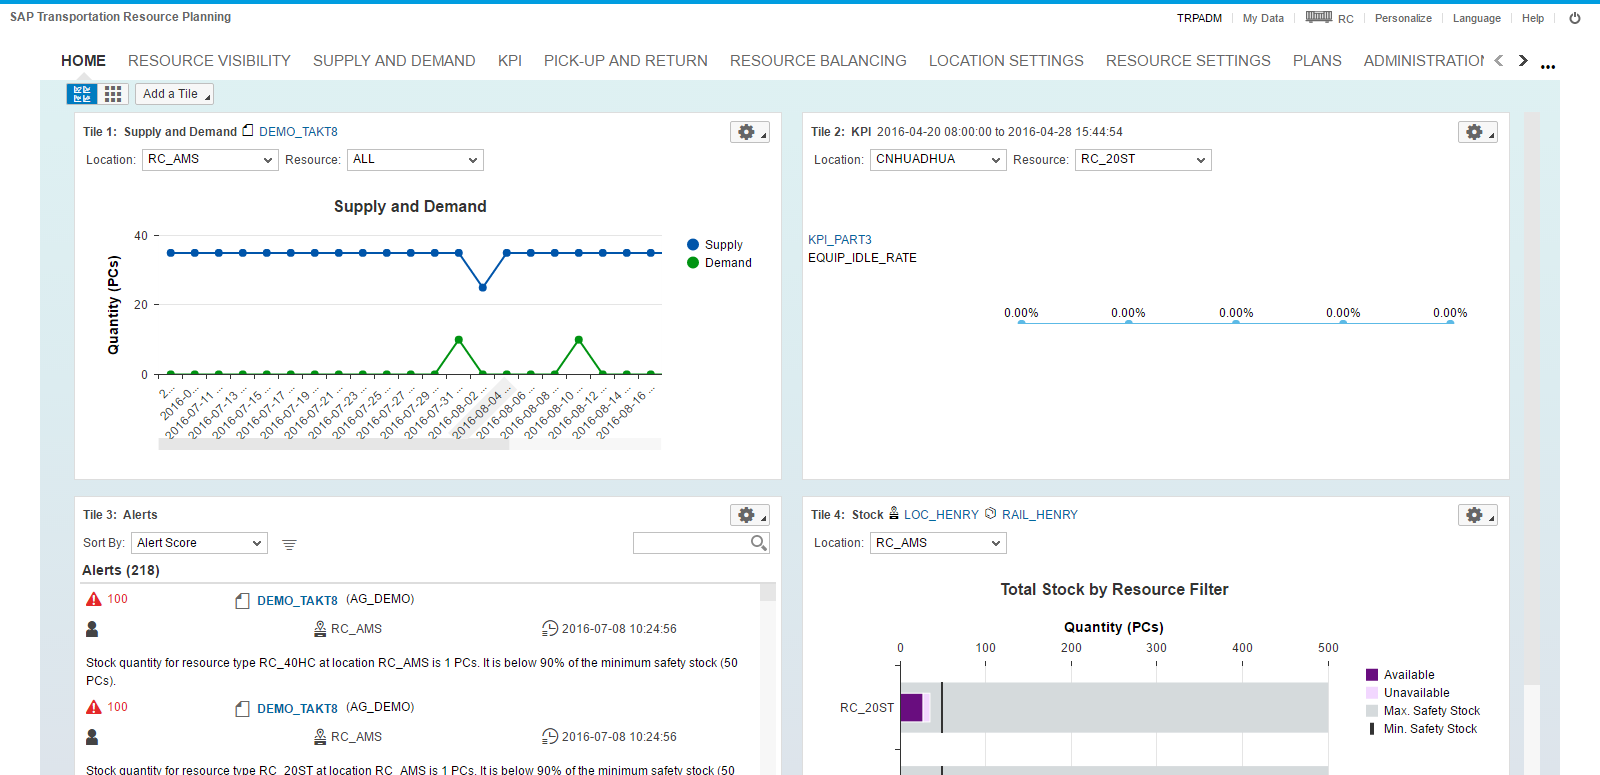 SAP Transportation Resource Planning
TRPADM My Data RC Personalize Language Help
HOME RESOURCE VISIBILITY SUPPLY AND DEMAND KPI PICK-UP AND RETURN RESOURCE BALANCING LOCATION SETTINGS RESOURCE SETTINGS PLANS ADMINISTRATION
Add a Tile
Tile 1: Supply and Demand DEMO_TAKT8
Location: RC_AMS Resource: ALL
Supply and Demand
Quantity (PCs)
40
20
0
Supply
Demand
2...
2016-0...
2016-07-11 ...
2016-07-13 ...
2016-07-15 ...
2016-07-17 ...
2016-07-19 ...
2016-07-21 ...
2016-07-23 ...
2016-07-25 ...
2016-07-27 ...
2016-07-29 ...
2016-07-31 ...
2016-08-02 ...
2016-08-04 ...
2016-08-06 ...
2016-08-08 ...
2016-08-10 ...
2016-08-12 ...
2016-08-14 ...
2016-08-16 ...
Tile 2: KPI 2016-04-20 08:00:00 to 2016-04-28 15:44:54
Location: CNHUADHUA Resource: RC_20ST
KPI_PART3
EQUIP_IDLE_RATE
0.00% 0.00% 0.00% 0.00% 0.00%
Tile 3: Alerts
Sort By: Alert Score
Alerts (218)
100 DEMO_TAKT8 (AG_DEMO)
RC_AMS 2016-07-08 10:24:56
Stock quantity for resource type RC_40HC at location RC_AMS is 1 PCs. It is below 90% of the minimum safety stock (50
PCs).
100 DEMO_TAKT8 (AG_DEMO)
RC_AMS 2016-07-08 10:24:56
Stock quantity for resource type RC_20ST at location RC_AMS is 1 PCs. It is below 90% of the minimum safety stock (50
Tile 4: Stock LOC_HENRY RAIL_HENRY
Location: RC_AMS
Total Stock by Resource Filter
Quantity (PCs)
0 100 200 300 400 500
RC_20ST
Available
Unavailable
Max. Safety Stock
Min. Safety Stock